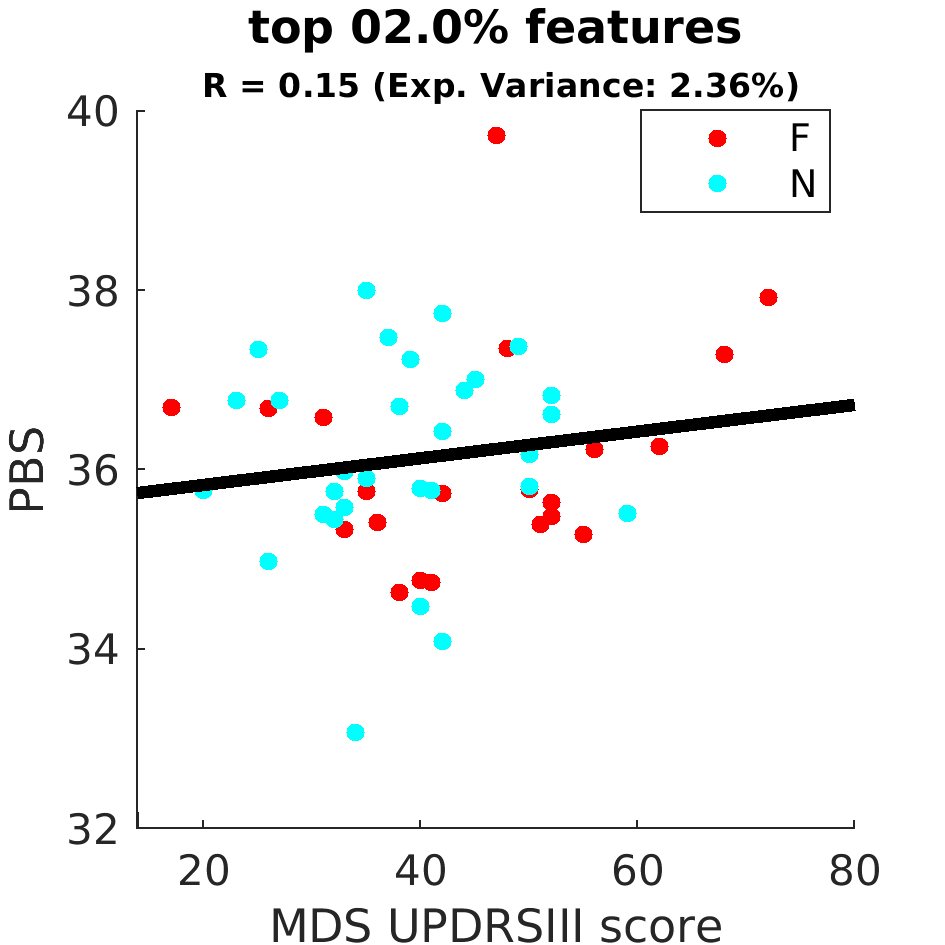 top 02.0% features
R = 0.15 (Exp. Variance: 2.36%)
F
N
40
38
36
34
32
PBS
20 40 60 80
MDS UPDRSIII score